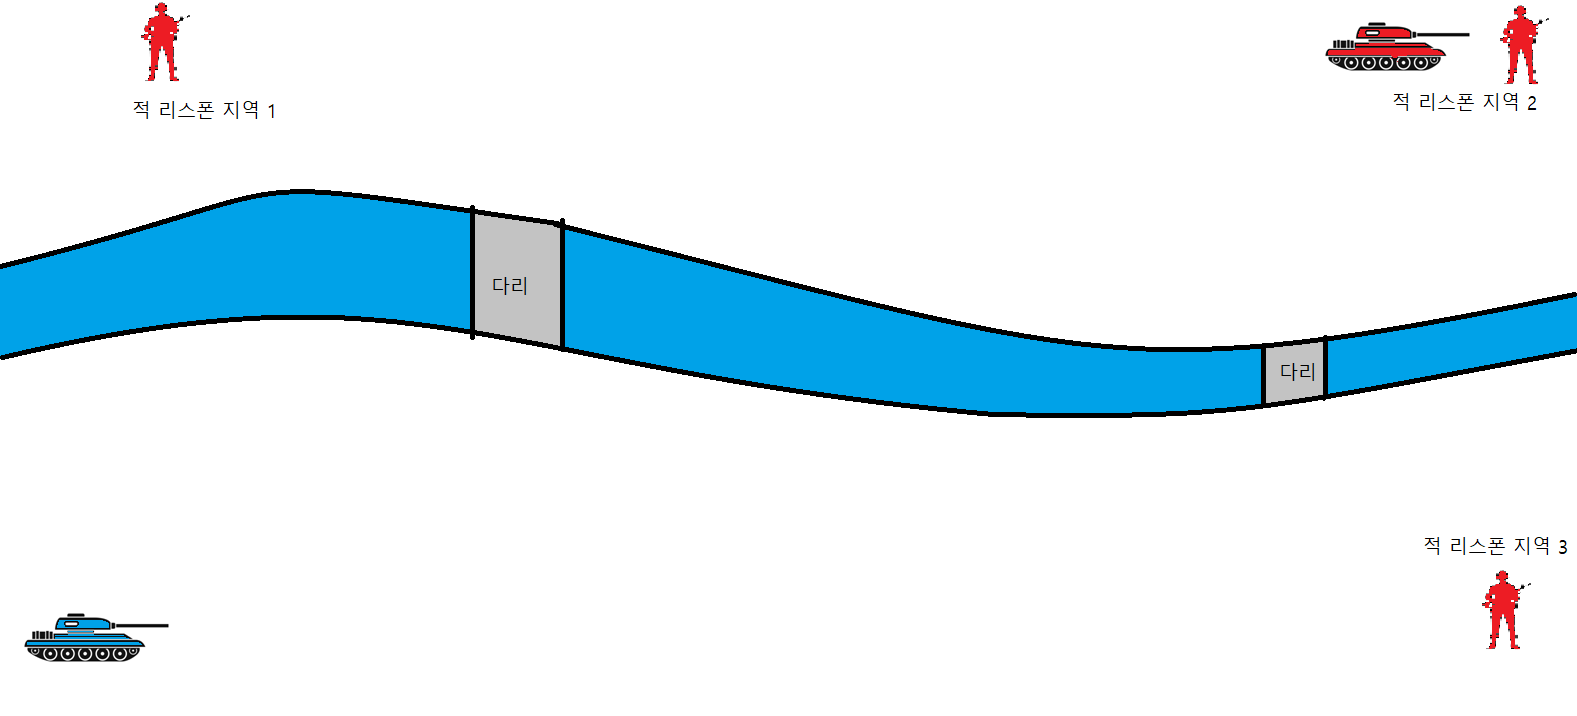 적 리스폰 지역 1
적 리스폰 지역 2
다리
다리
적 리스폰 지역 3